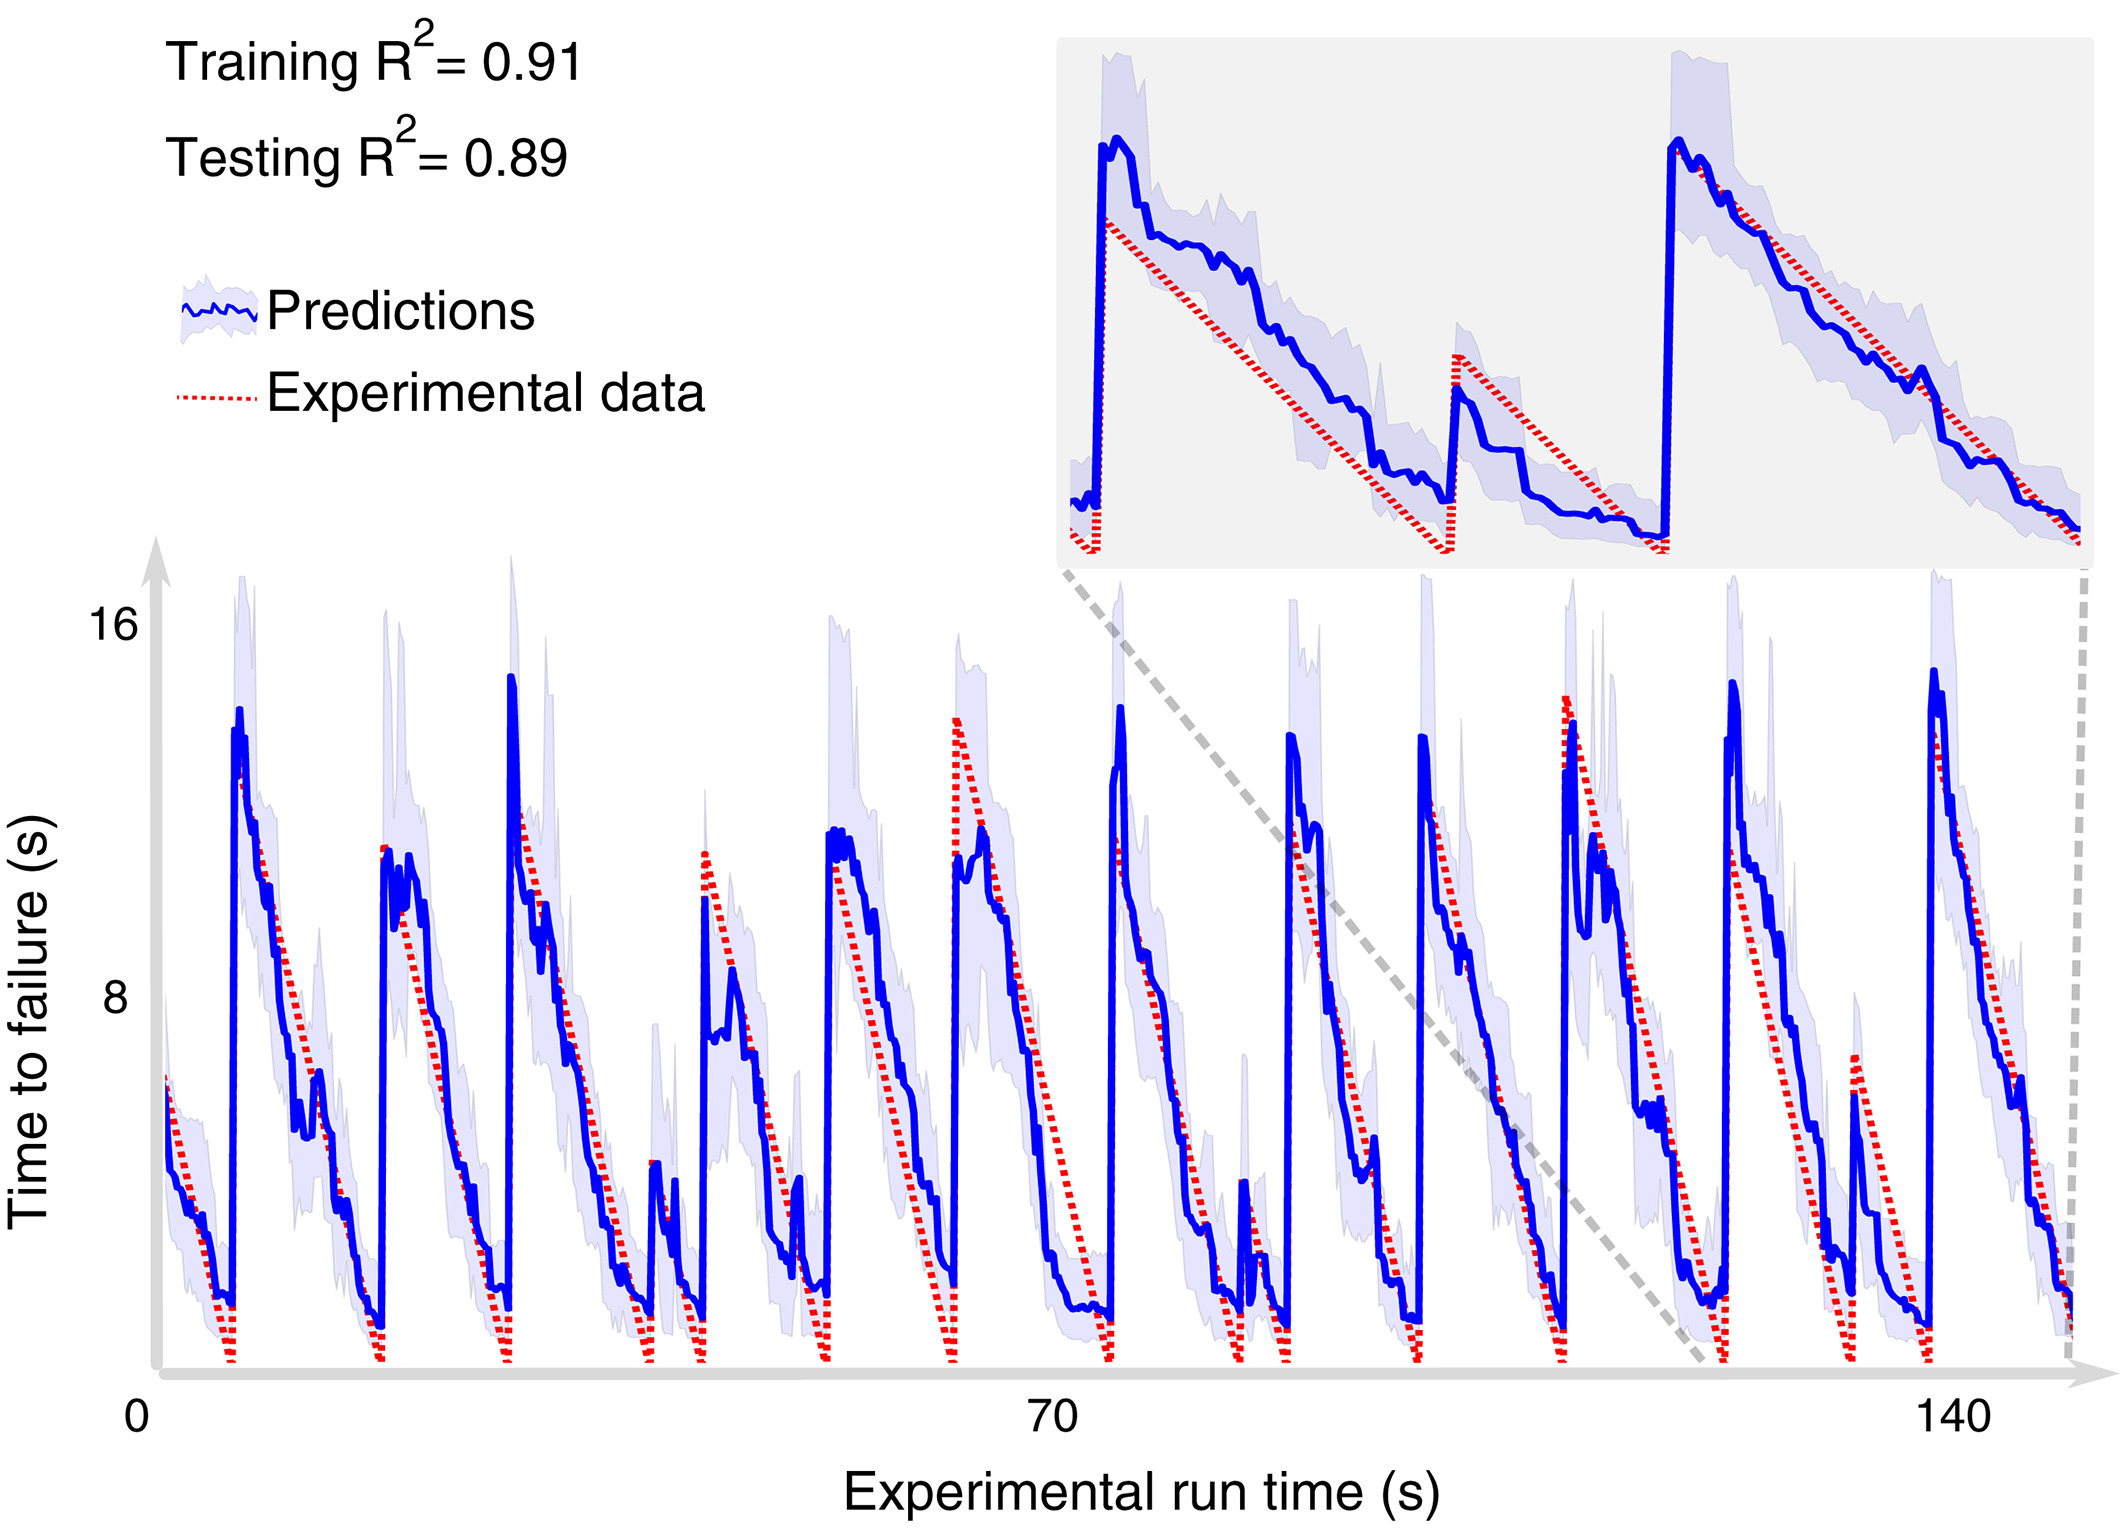 Training R²= 0.91
Testing R²= 0.89
Predictions
Experimental data
16
8
Time to failure (s)
0 70 140
Experimental run time (s)